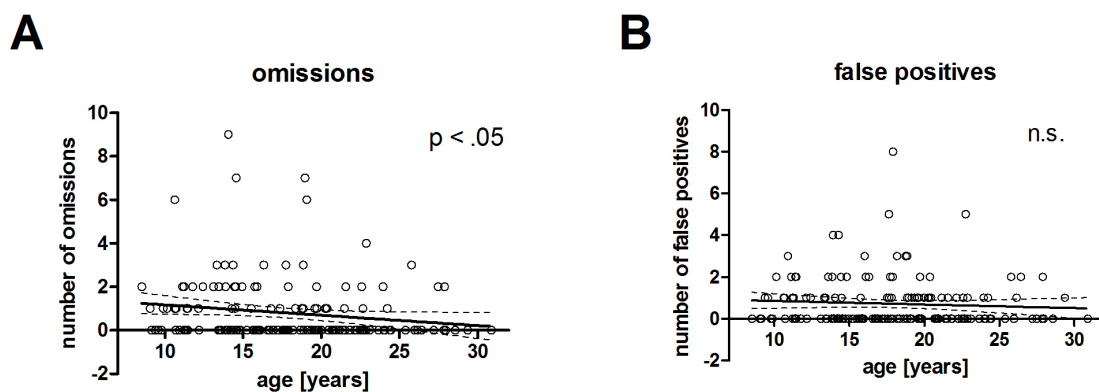 A
omissions
number of omissions
10
8
6
4
2
0
-2
p < .05
10
15
20
25
30
age [years]
B
false positives
number of false positives
10
8
6
4
2
0
-2
n.s.
10
15
20
25
30
age [years]